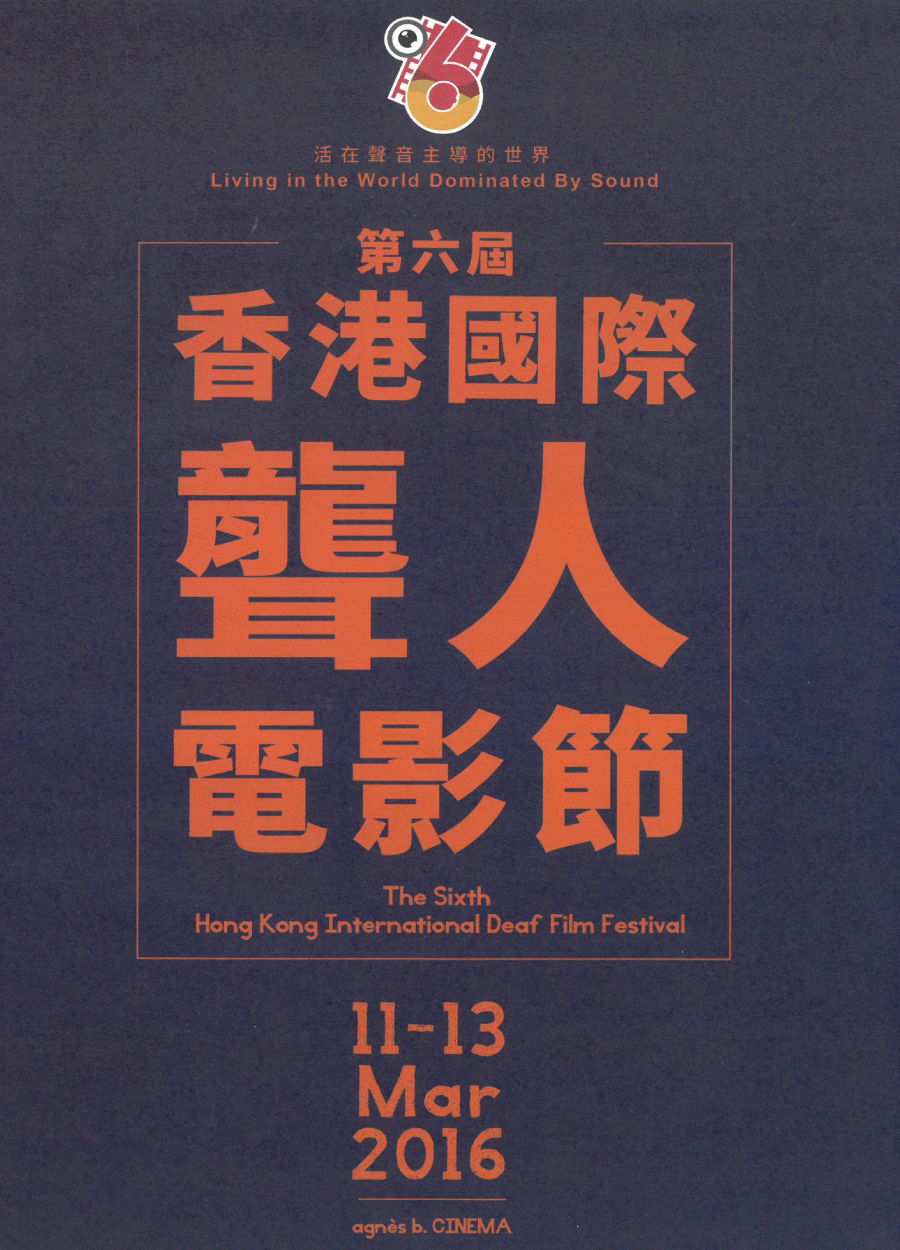 6
活在聲音主導的世界
Living in the World Dominated By Sound
第六屆
香港國際
聾人
電影節
The Sixth
Hong Kong International Deaf Film Festival
11-13
Mar
2016
agnès b. CINEMA